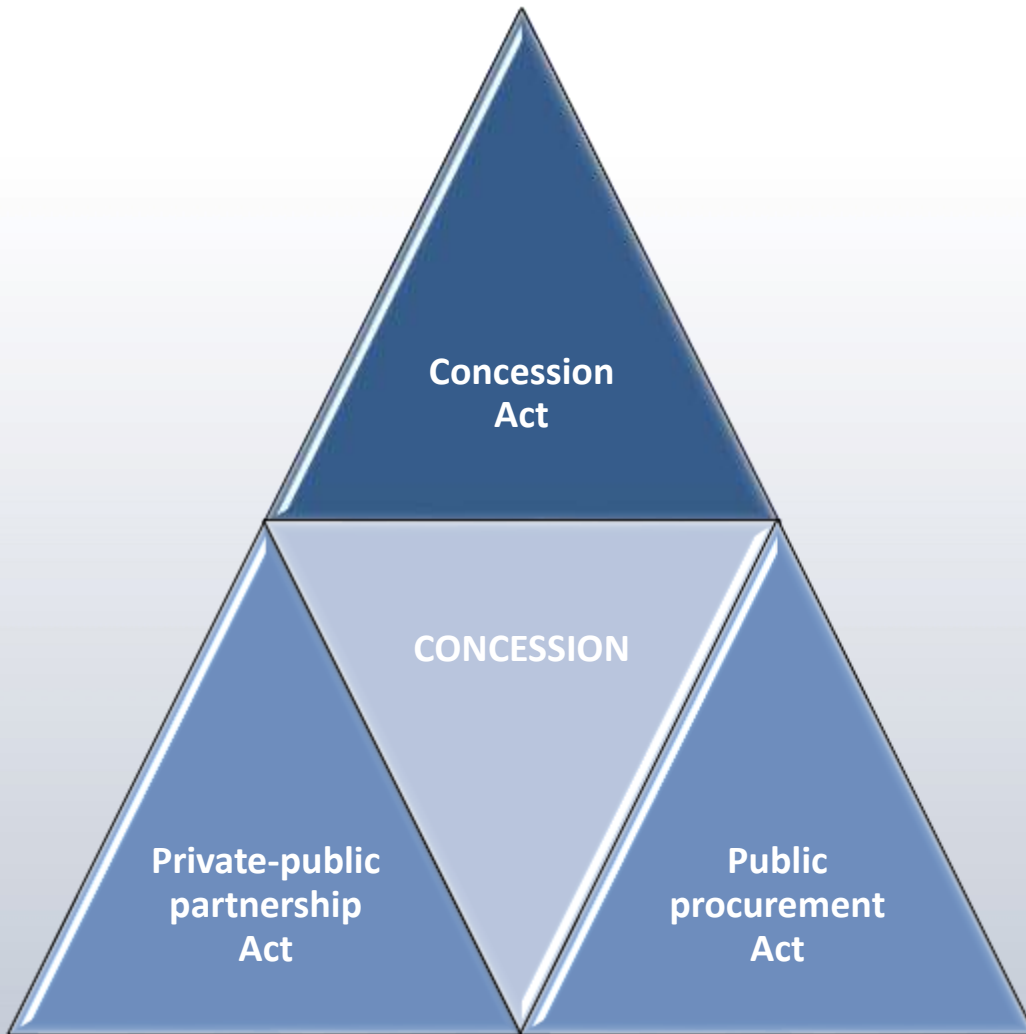 Concession
Act
CONCESSION
Private-public
partnership
Act
Public
procurement
Act